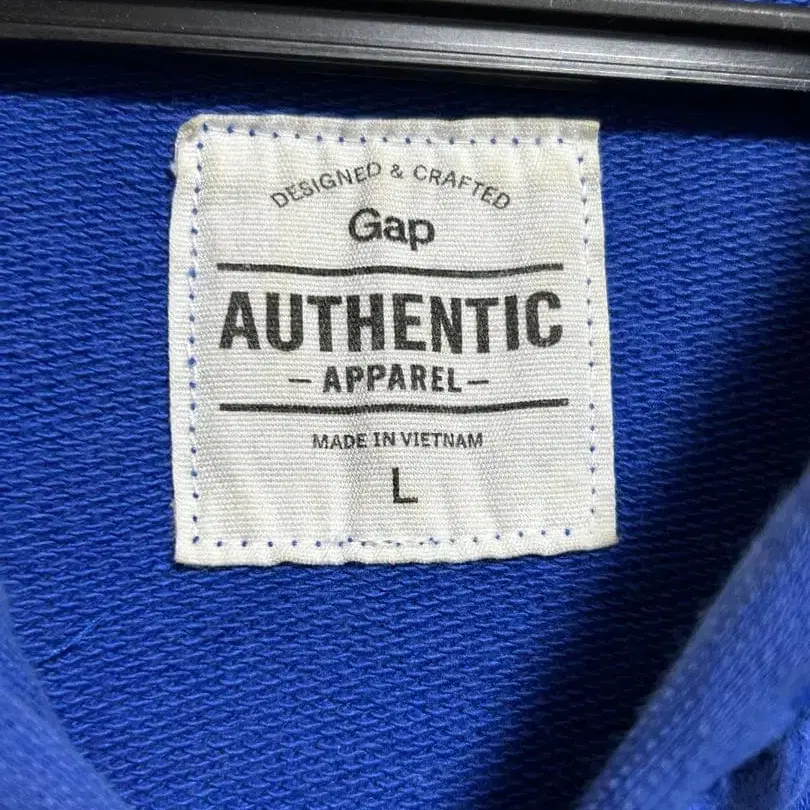 DESIGNED & CRAFTED
Gap
AUTHENTIC
– APPAREL –
MADE IN VIETNAM
L